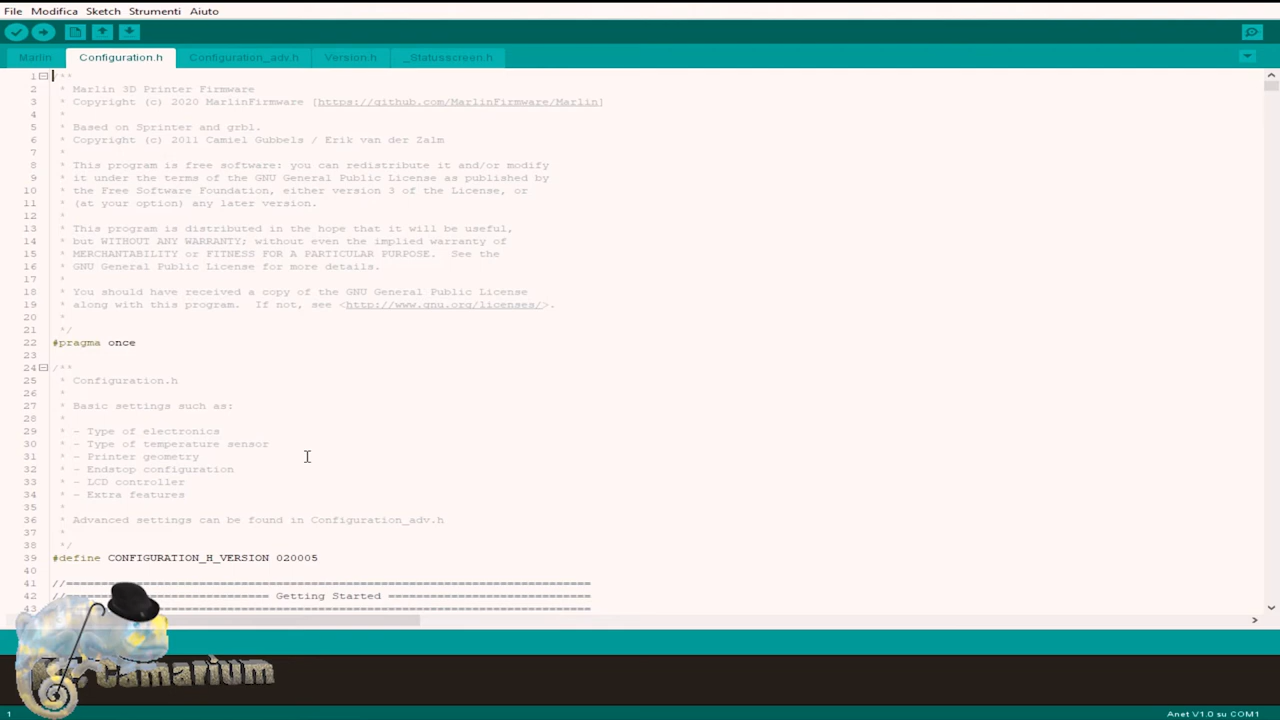 File Modifica Sketch Strumenti Aiuto
Marlin Configuration.h Configuration_adv.h Version.h _Statusscreen.h
1 /**
2 * Marlin 3D Printer Firmware
3 * Copyright (c) 2020 MarlinFirmware [https://github.com/MarlinFirmware/Marlin]
4 *
5 * Based on Sprinter and grbl.
6 * Copyright (c) 2011 Camiel Gubbels / Erik van der Zalm
7 *
8 * This program is free software: you can redistribute it and/or modify
9 * it under the terms of the GNU General Public License as published by
10 * the Free Software Foundation, either version 3 of the License, or
11 * (at your option) any later version.
12 *
13 * This program is distributed in the hope that it will be useful,
14 * but WITHOUT ANY WARRANTY; without even the implied warranty of
15 * MERCHANTABILITY or FITNESS FOR A PARTICULAR PURPOSE.  See the
16 * GNU General Public License for more details.
17 *
18 * You should have received a copy of the GNU General Public License
19 * along with this program.  If not, see <http://www.gnu.org/licenses/>.
20 *
21 */
22 #pragma once
23
24 /**
25 * Configuration.h
26 *
27 * Basic settings such as:
28 *
29 * - Type of electronics
30 * - Type of temperature sensor
31 * - Printer geometry
32 * - Endstop configuration
33 * - LCD controller
34 * - Extra features
35 *
36 * Advanced settings can be found in Configuration_adv.h
37 *
38 */
39 #define CONFIGURATION_H_VERSION 020005
40
41 //===========================================================================
42 //============================= Getting Started =============================
43 ===========================================================================
Camarium
1 Anet V1.0 su COM1